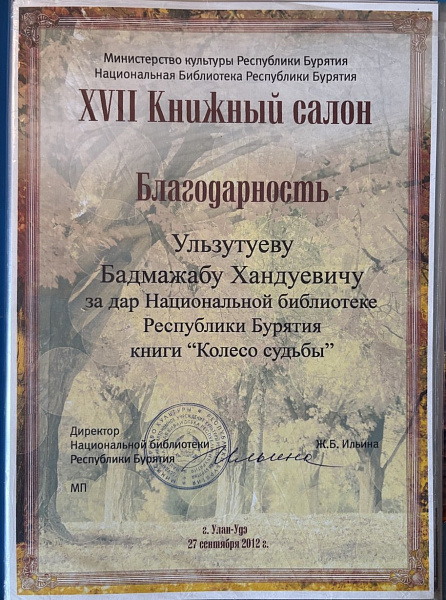 Министерство культуры Республики Бурятия
Национальная Библиотека Республики Бурятия
XVII Книжный салон
Благодарность
Ульзутуеву
Бадмажабу Хандуевичу
за дар Национальной библиотеке
Республики Бурятия
книги “Колесо судьбы”
Директор
Национальной библиотеки
Республики Бурятия
Ж.Б. Ильина
МП
г. Улан-Удэ
27 сентября 2012 г.